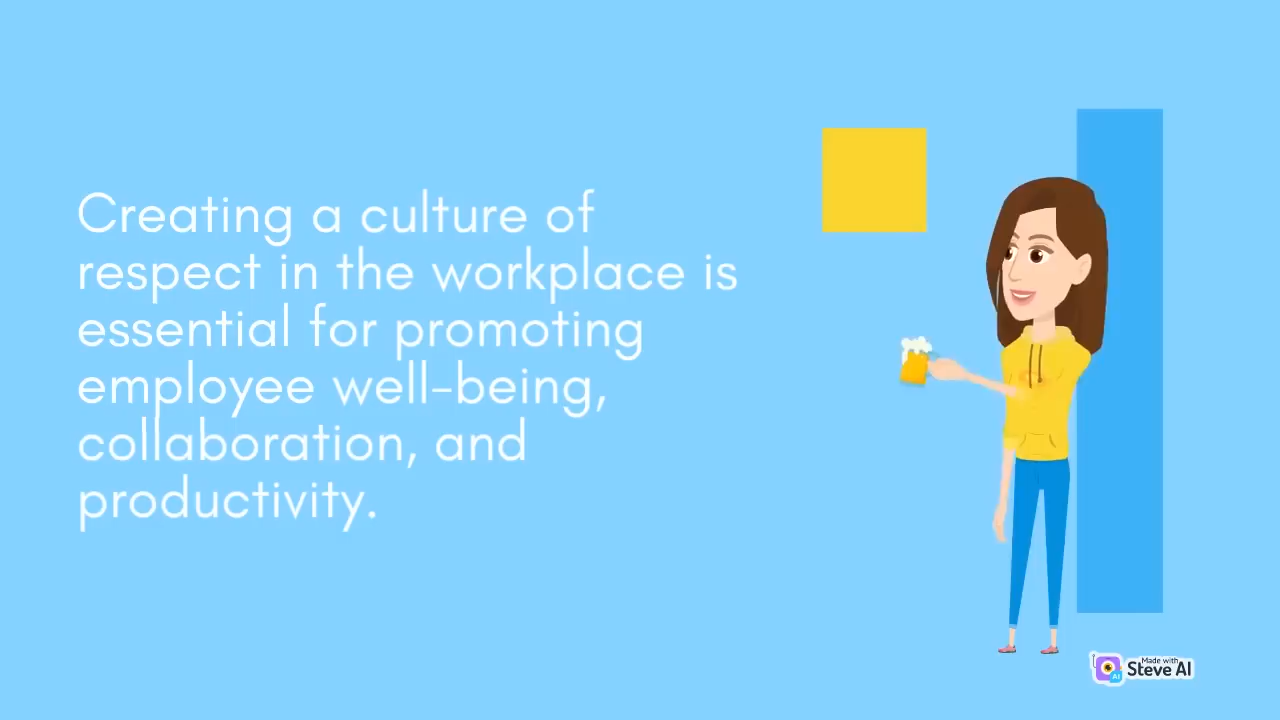 Creating a culture of
respect in the workplace is
essential for promoting
employee well-being,
collaboration, and
productivity.
Made with
Steve AI
AI